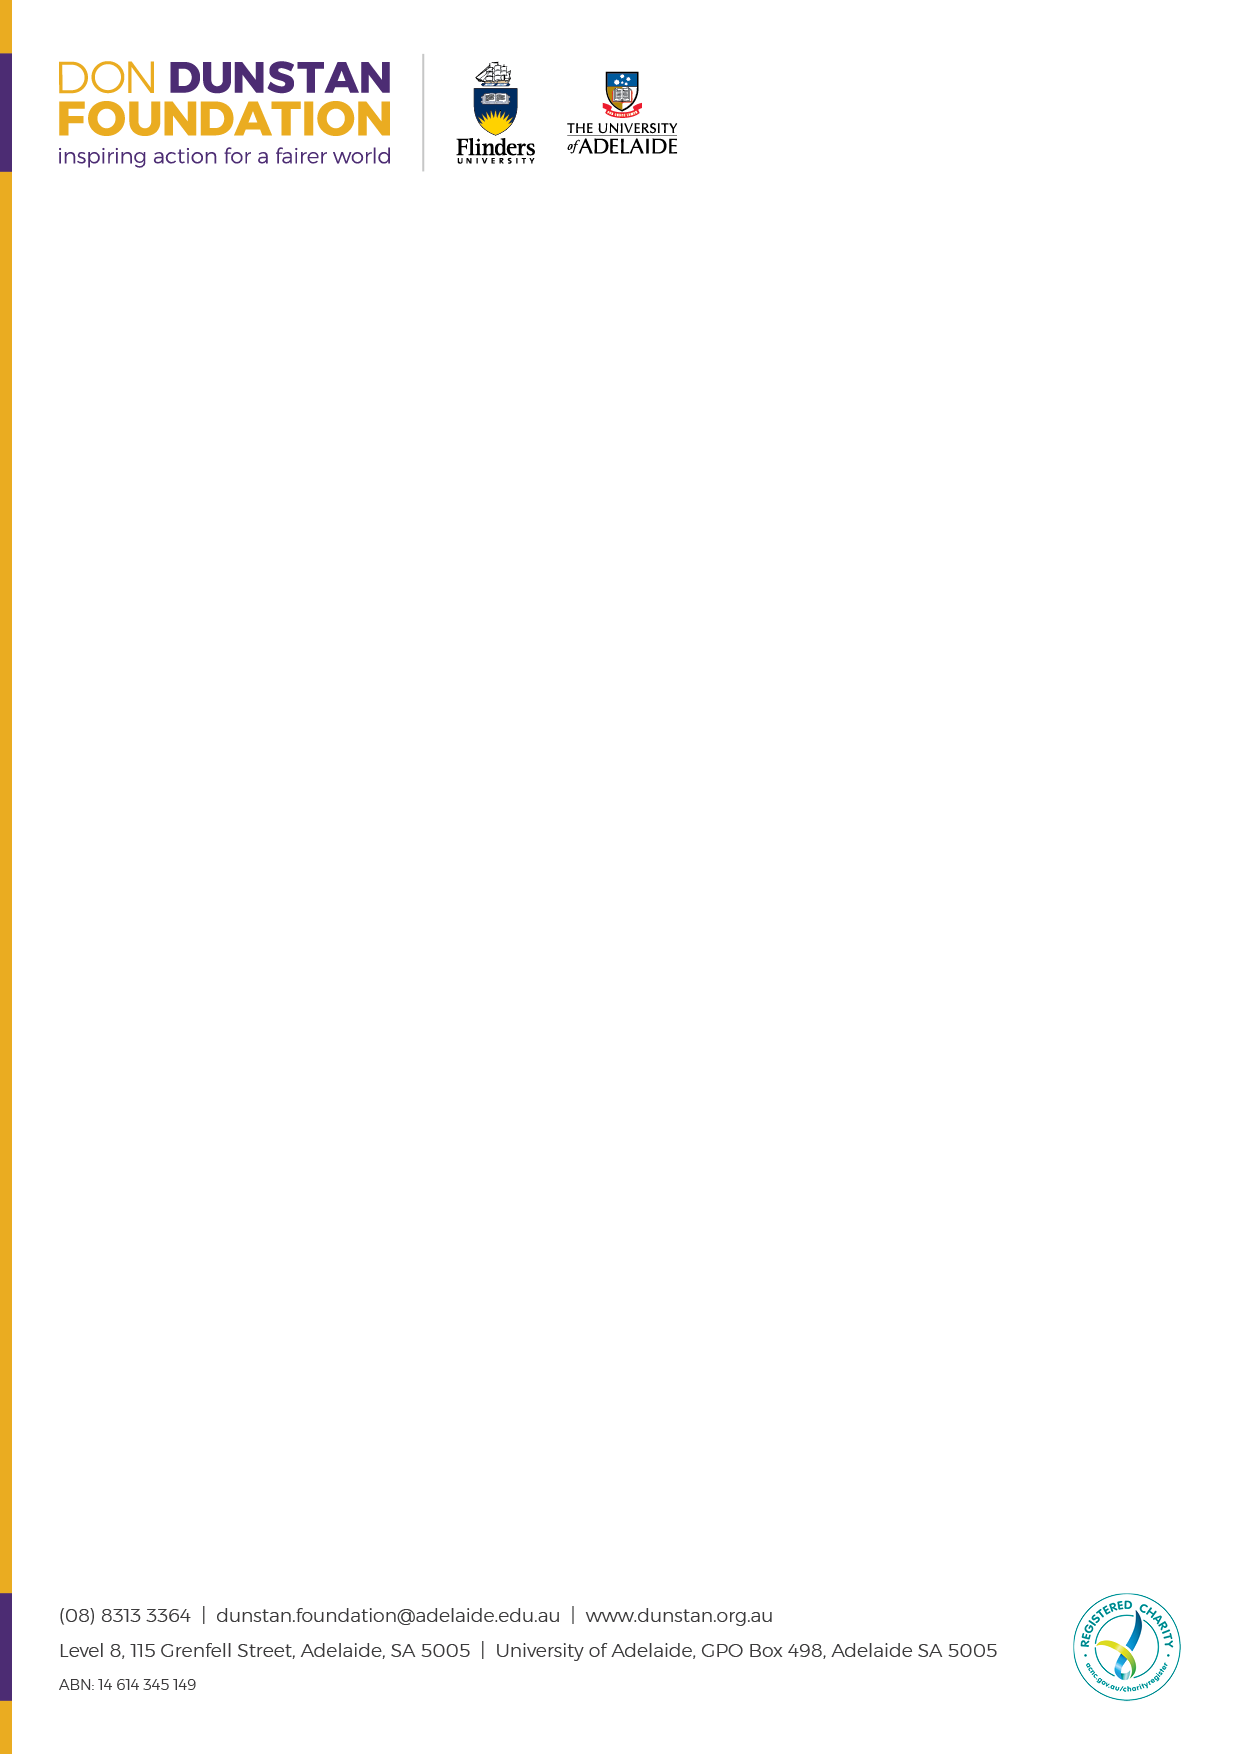 DON DUNSTAN
FOUNDATION
inspiring action for a fairer world
Flinders
UNIVERSITY
THE UNIVERSITY
of ADELAIDE
(08) 8313 3364 | dunstan.foundation@adelaide.edu.au | www.dunstan.org.au
Level 8, 115 Grenfell Street, Adelaide, SA 5005 | University of Adelaide, GPO Box 498, Adelaide SA 5005
ABN: 14 614 345 149
REGISTERED CHARITY
acnc.gov.au/charityregister